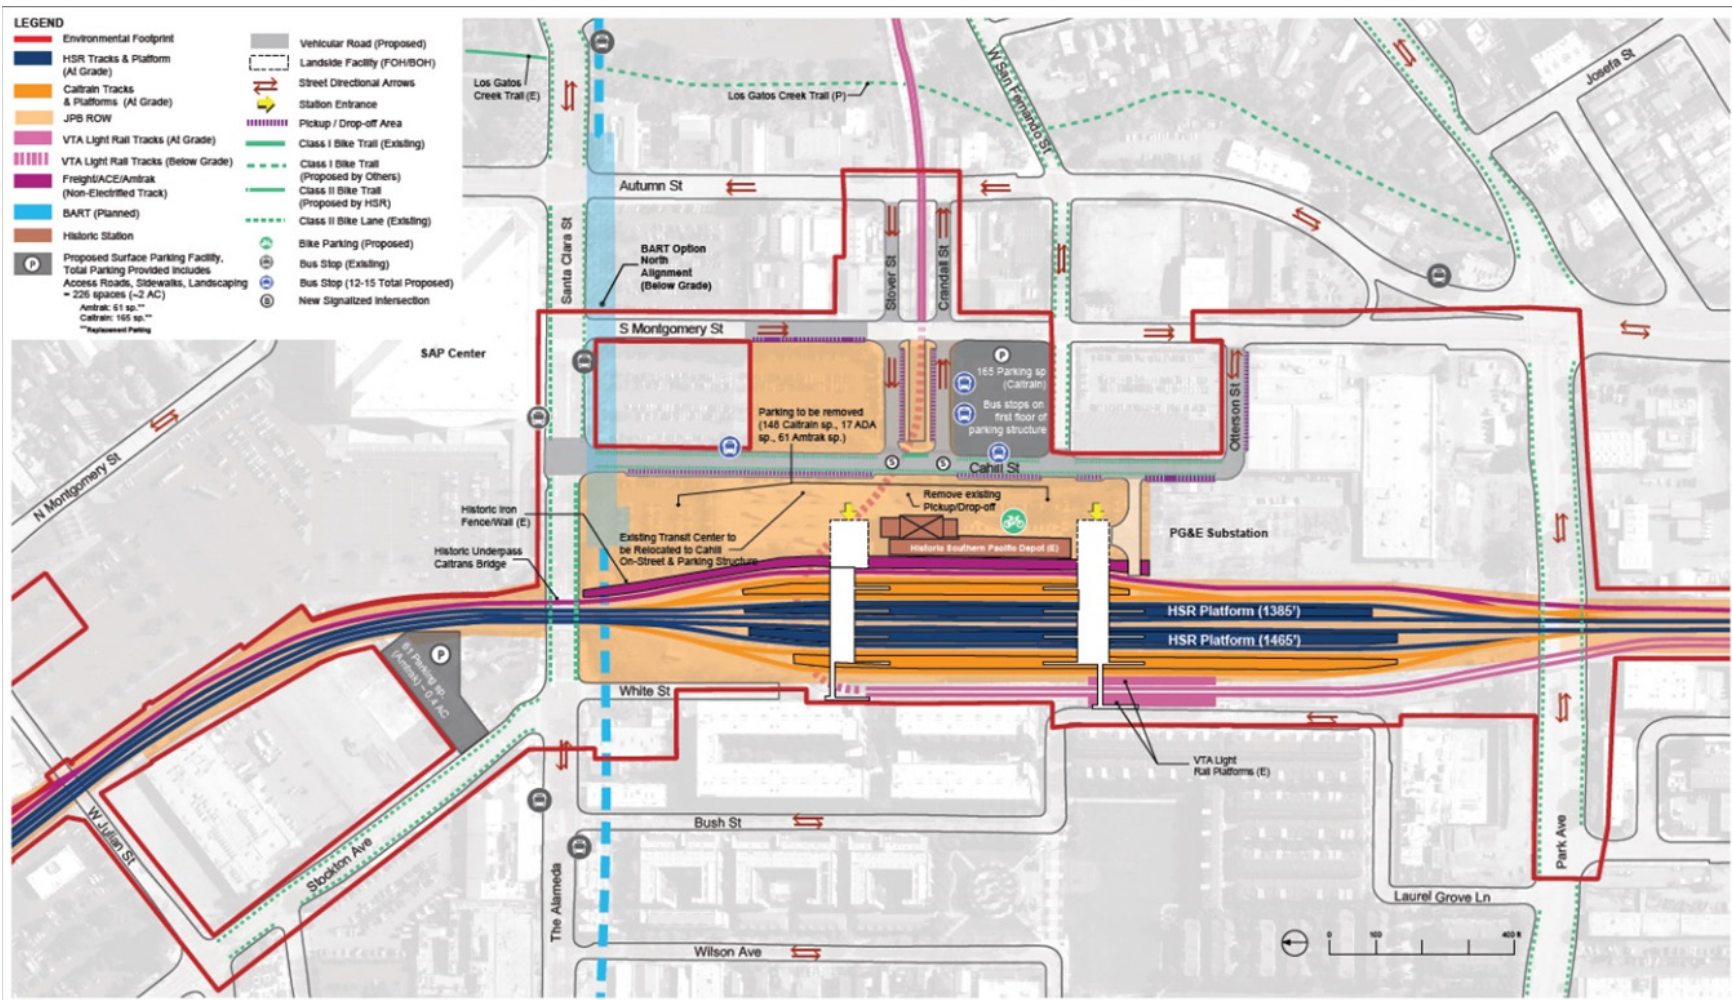 LEGEND
Environmental Footprint
HSR Tracks & Platform
(At Grade)
Caltrain Tracks
& Platforms (At Grade)
JPB ROW
VTA Light Rail Tracks (At Grade)
VTA Light Rail Tracks (Below Grade)
Freight/ACE/Amtrak
(Non-Electrified Track)
BART (Planned)
Historic Station
P
Proposed Surface Parking Facility,
Total Parking Provided Includes
Access Roads, Sidewalks, Landscaping
= 226 spaces (~2 AC)
Amtrak: 61 sp.**
Caltrain: 165 sp.**
**Replacement Parking
Vehicular Road (Proposed)
Landside Facility (FOH/BOH)
Street Directional Arrows
Station Entrance
Pickup / Drop-off Area
Class I Bike Trail (Existing)
Class I Bike Trail
(Proposed by Others)
Class II Bike Trail
(Proposed by HSR)
Class II Bike Lane (Existing)
Bike Parking (Proposed)
Bus Stop (Existing)
Bus Stop (12-15 Total Proposed)
S
New Signalized Intersection
Los Gatos
Creek Trail (E)
Los Gatos Creek Trail (P)
W San Fernando St
Josefa St
Autumn St
Santa Clara St
BART Option
North
Alignment
(Below Grade)
Stover St
Crandall St
S Montgomery St
SAP Center
N Montgomery St
P
165 Parking sp
(Caltrain)
Bus stops on
first floor of
parking structure
Parking to be removed
(148 Caltrain sp., 17 ADA
sp., 61 Amtrak sp.)
Otterson St
S
S
Cahill St
Historic Iron
Fence/Wall (E)
Remove existing
Pickup/Drop-off
Existing Transit Center to
be Relocated to Cahill
On-Street & Parking Structure
Historic Southern Pacific Depot (E)
PG&E Substation
Historic Underpass
Caltrans Bridge
HSR Platform (1385')
HSR Platform (1465')
P
61 Parking sp.
(Amtrak) ~ 0.4 AC
White St
VTA Light
Rail Platforms (E)
W Julian St
Stockton Ave
Bush St
The Alameda
Park Ave
Laurel Grove Ln
Wilson Ave
0
100
400 ft